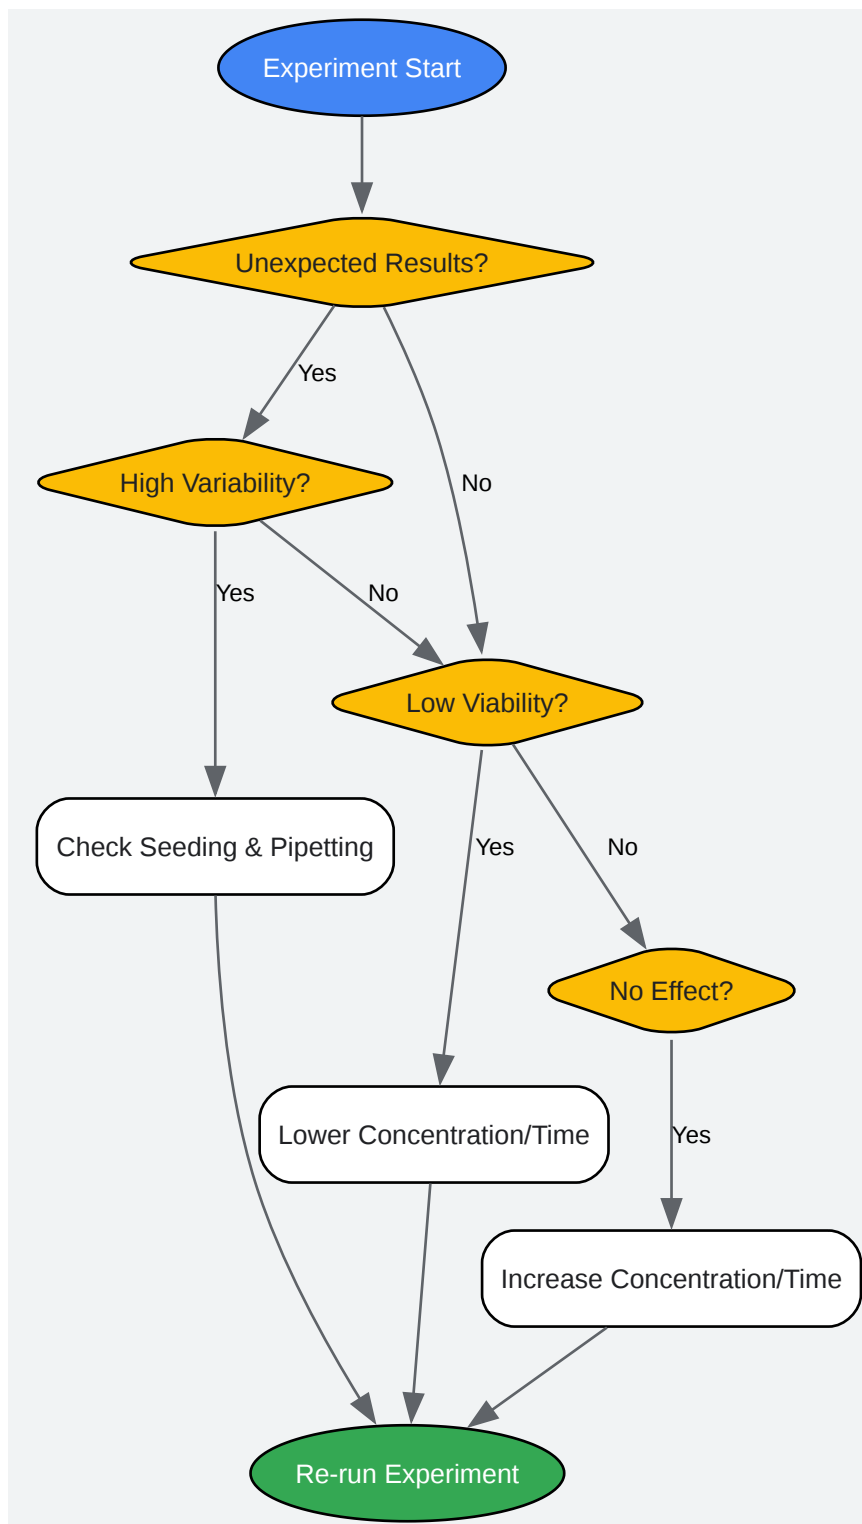 Experiment Start
Unexpected Results?
Yes
High Variability?
No
Yes
No
Low Viability?
Check Seeding & Pipetting
Yes
No
No Effect?
Lower Concentration/Time
Yes
Increase Concentration/Time
Re-run Experiment